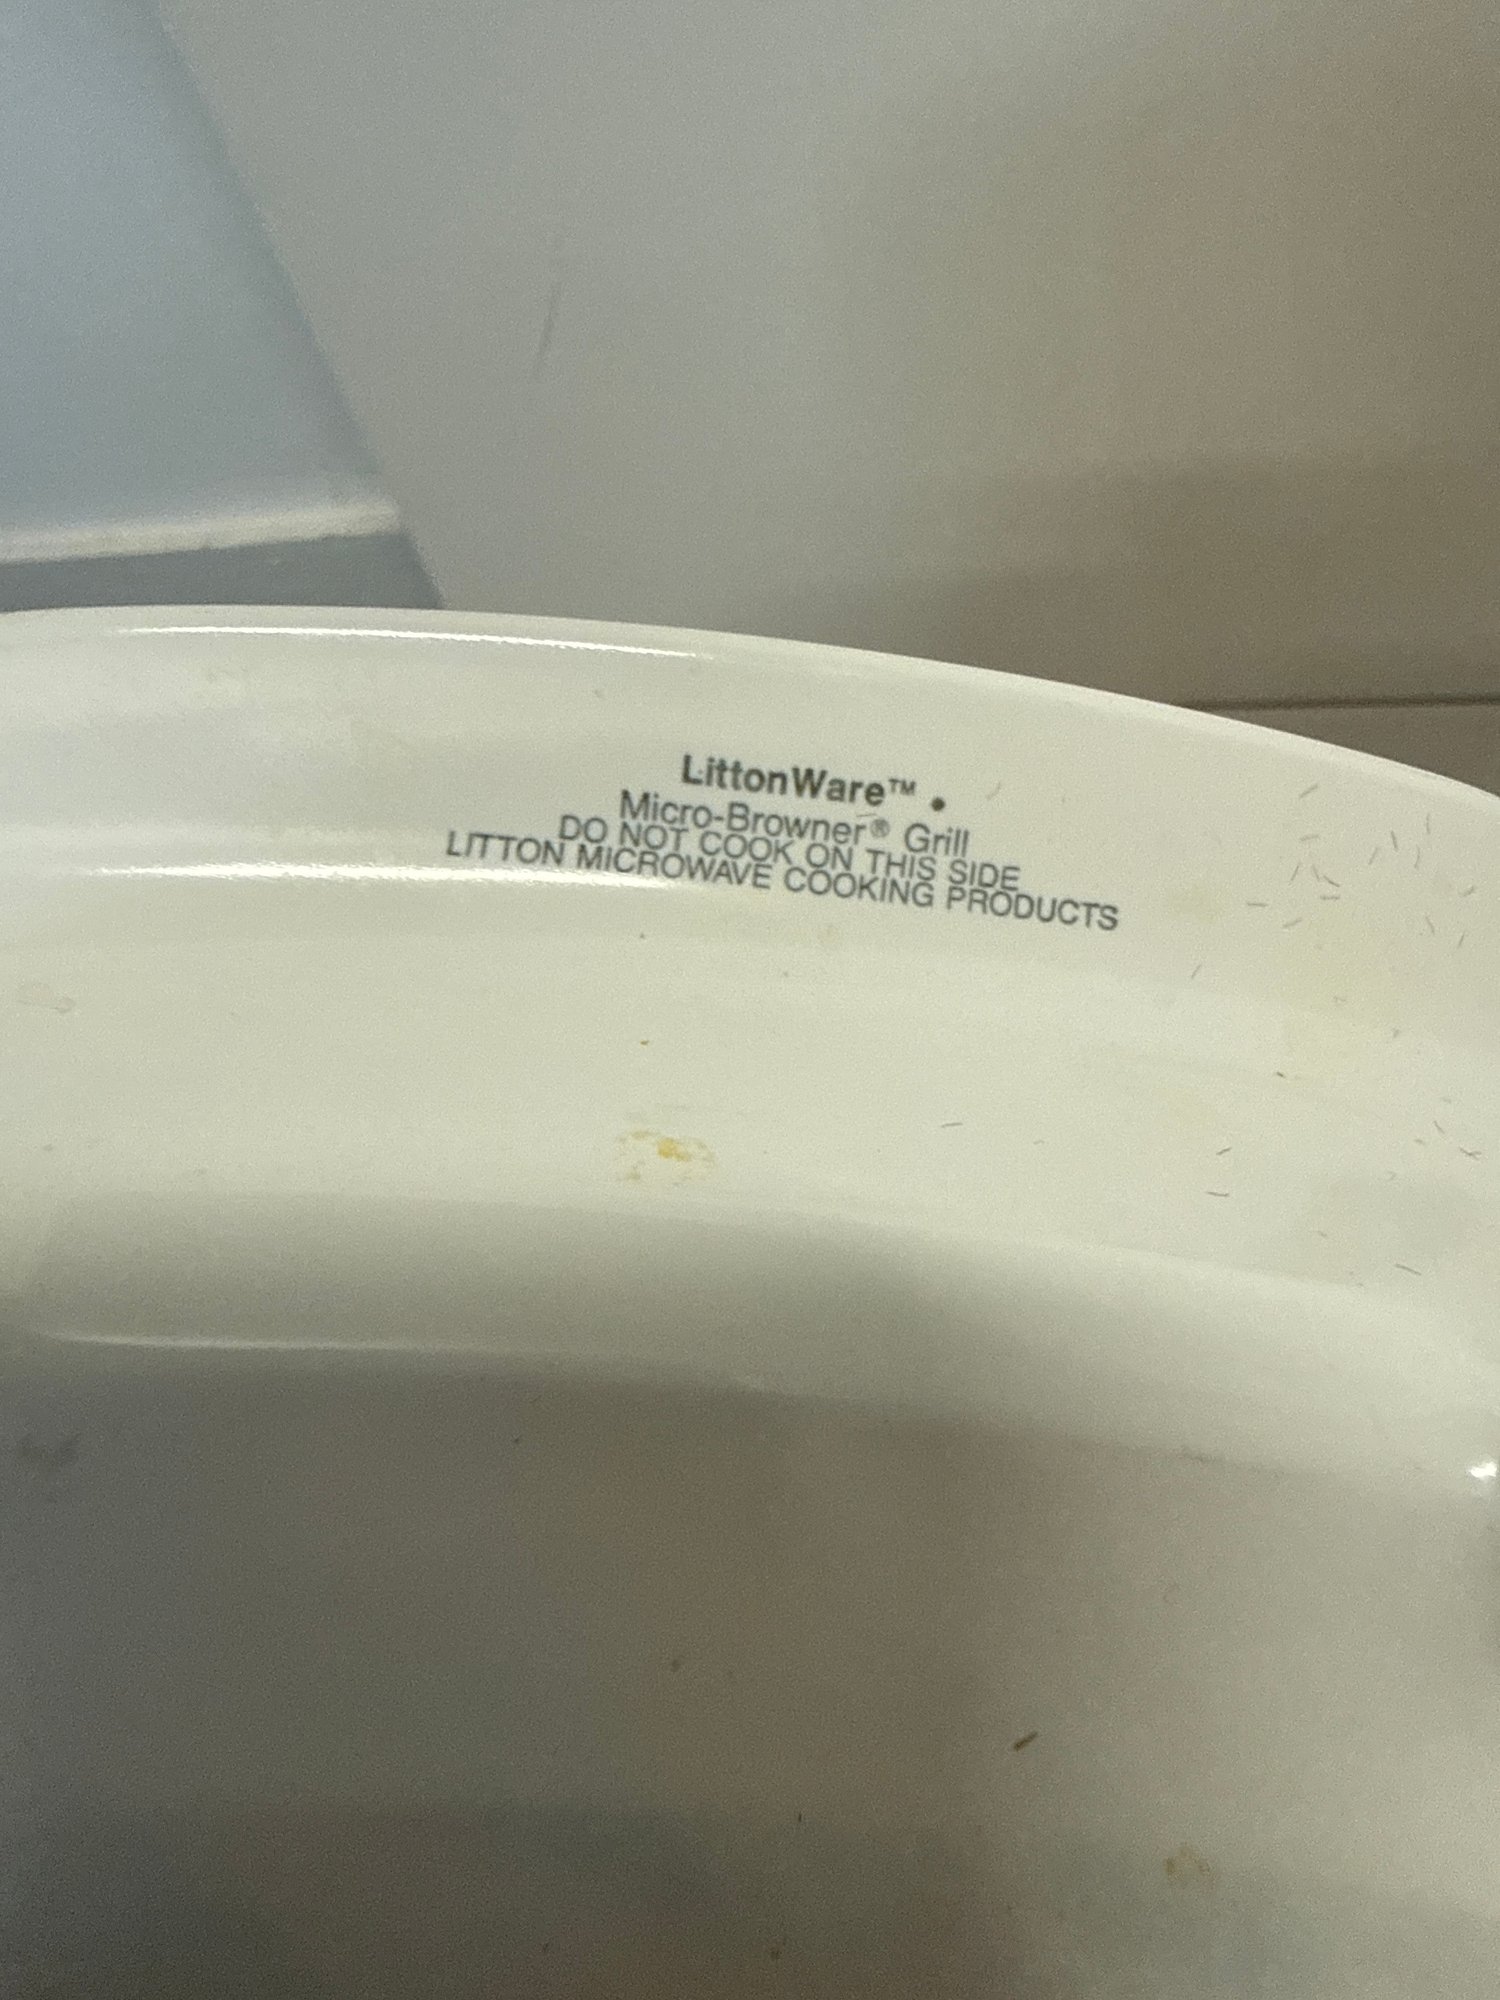 LittonWare™ •
Micro-Browner® Grill
DO NOT COOK ON THIS SIDE
LITTON MICROWAVE COOKING PRODUCTS